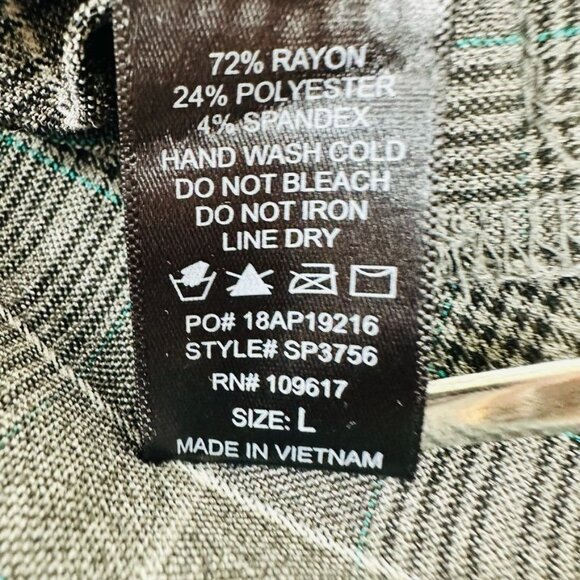 72% RAYON
24% POLYESTER
4% SPANDEX
HAND WASH COLD
DO NOT BLEACH
DO NOT IRON
LINE DRY
PO# 18AP19216
STYLE# SP3756
RN# 109617
SIZE: L
MADE IN VIETNAM